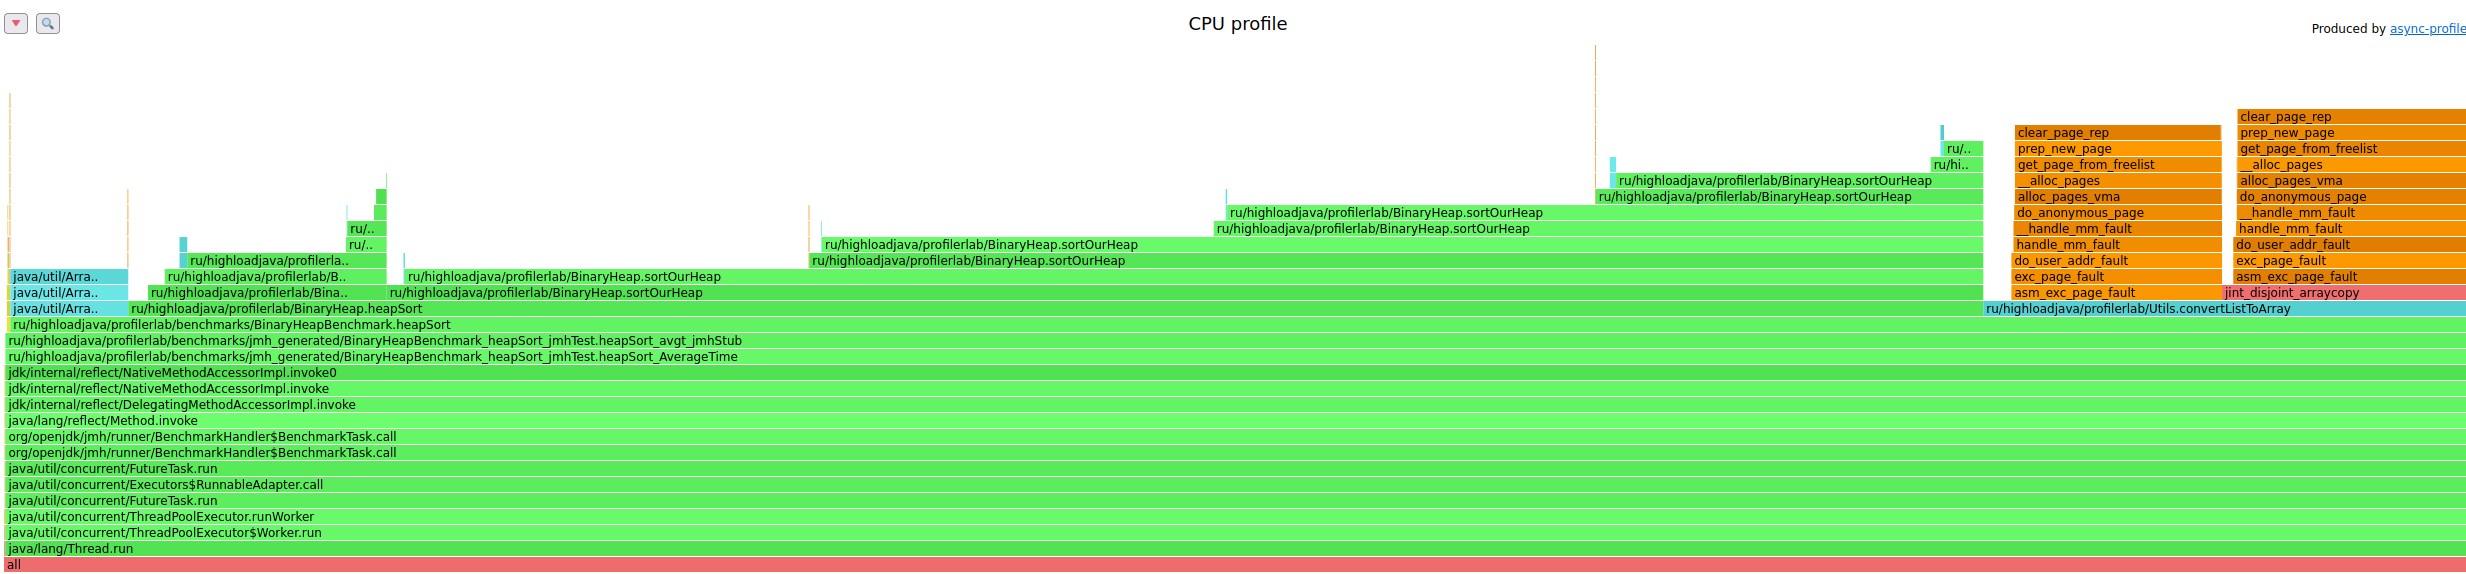 CPU profile
Produced by async-profile
clear_page_rep
clear_page_rep prep_new_page
ru/.. prep_new_page get_page_from_freelist
ru/hi.. get_page_from_freelist __alloc_pages
ru/highloadjava/profilerlab/BinaryHeap.sortOurHeap __alloc_pages alloc_pages_vma
ru/highloadjava/profilerlab/BinaryHeap.sortOurHeap alloc_pages_vma do_anonymous_page
ru/highloadjava/profilerlab/BinaryHeap.sortOurHeap do_anonymous_page __handle_mm_fault
ru/.. ru/highloadjava/profilerlab/BinaryHeap.sortOurHeap __handle_mm_fault handle_mm_fault
ru/.. ru/highloadjava/profilerlab/BinaryHeap.sortOurHeap handle_mm_fault do_user_addr_fault
ru/highloadjava/profilerla.. ru/highloadjava/profilerlab/BinaryHeap.sortOurHeap do_user_addr_fault exc_page_fault
java/util/Arra.. ru/highloadjava/profilerlab/B.. ru/highloadjava/profilerlab/BinaryHeap.sortOurHeap exc_page_fault asm_exc_page_fault
java/util/Arra.. ru/highloadjava/profilerlab/Bina.. ru/highloadjava/profilerlab/BinaryHeap.sortOurHeap asm_exc_page_fault jint_disjoint_arraycopy
java/util/Arra.. ru/highloadjava/profilerlab/BinaryHeap.heapSort ru/highloadjava/profilerlab/Utils.convertListToArray
ru/highloadjava/profilerlab/benchmarks/BinaryHeapBenchmark.heapSort
ru/highloadjava/profilerlab/benchmarks/jmh_generated/BinaryHeapBenchmark_heapSort_jmhTest.heapSort_avgt_jmhStub
ru/highloadjava/profilerlab/benchmarks/jmh_generated/BinaryHeapBenchmark_heapSort_jmhTest.heapSort_AverageTime
jdk/internal/reflect/NativeMethodAccessorImpl.invoke0
jdk/internal/reflect/NativeMethodAccessorImpl.invoke
jdk/internal/reflect/DelegatingMethodAccessorImpl.invoke
java/lang/reflect/Method.invoke
org/openjdk/jmh/runner/BenchmarkHandler$BenchmarkTask.call
org/openjdk/jmh/runner/BenchmarkHandler$BenchmarkTask.call
java/util/concurrent/FutureTask.run
java/util/concurrent/Executors$RunnableAdapter.call
java/util/concurrent/FutureTask.run
java/util/concurrent/ThreadPoolExecutor.runWorker
java/util/concurrent/ThreadPoolExecutor$Worker.run
java/lang/Thread.run
all